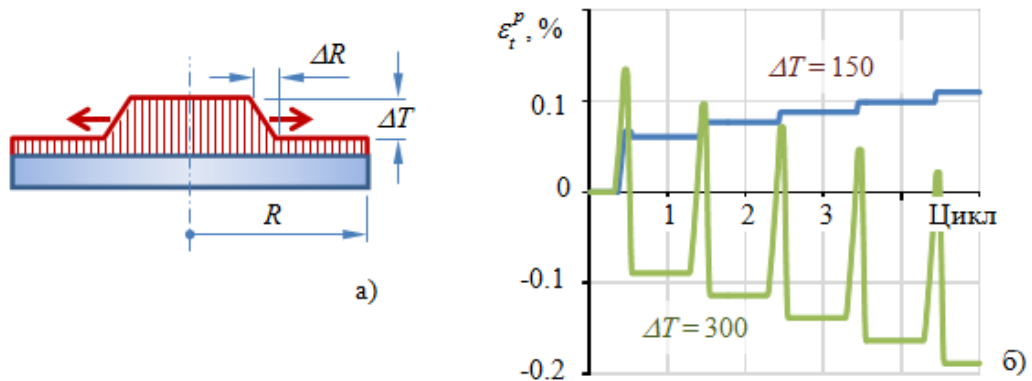 ΔR
ΔT
R
а)
ε_t^p, %
ΔT = 150
0.1
0
1
2
3
Цикл
-0.1
ΔT = 300
-0.2
б)